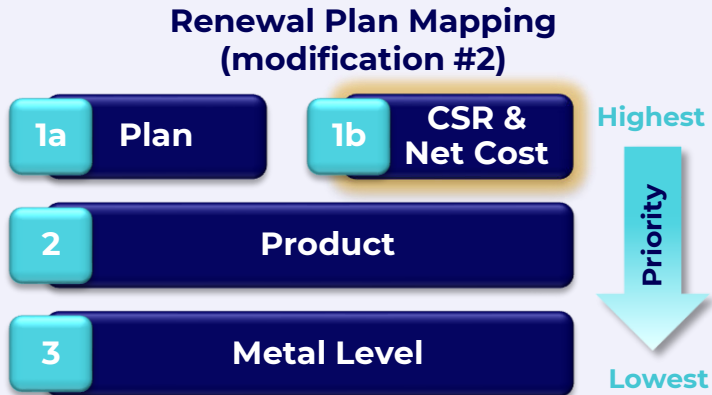 Renewal Plan Mapping
(modification #2)
1a Plan
1b CSR &
Net Cost
Highest
2 Product
Priority
3 Metal Level
Lowest